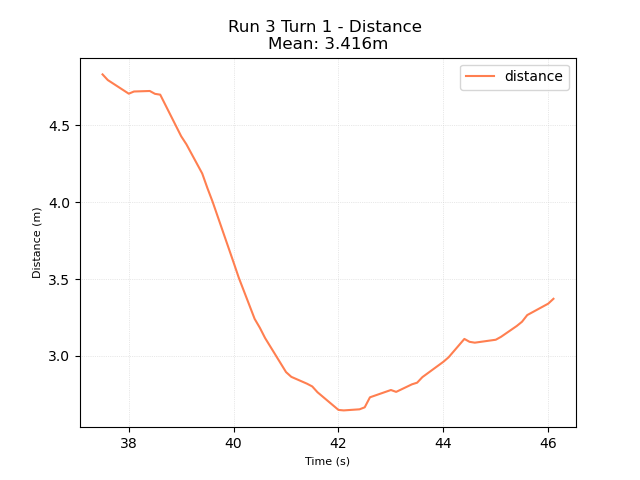 Run 3 Turn 1 - Distance
Mean: 3.416m
distance
4.5
4.0
3.5
3.0
Distance (m)
38
40
42
44
46
Time (s)